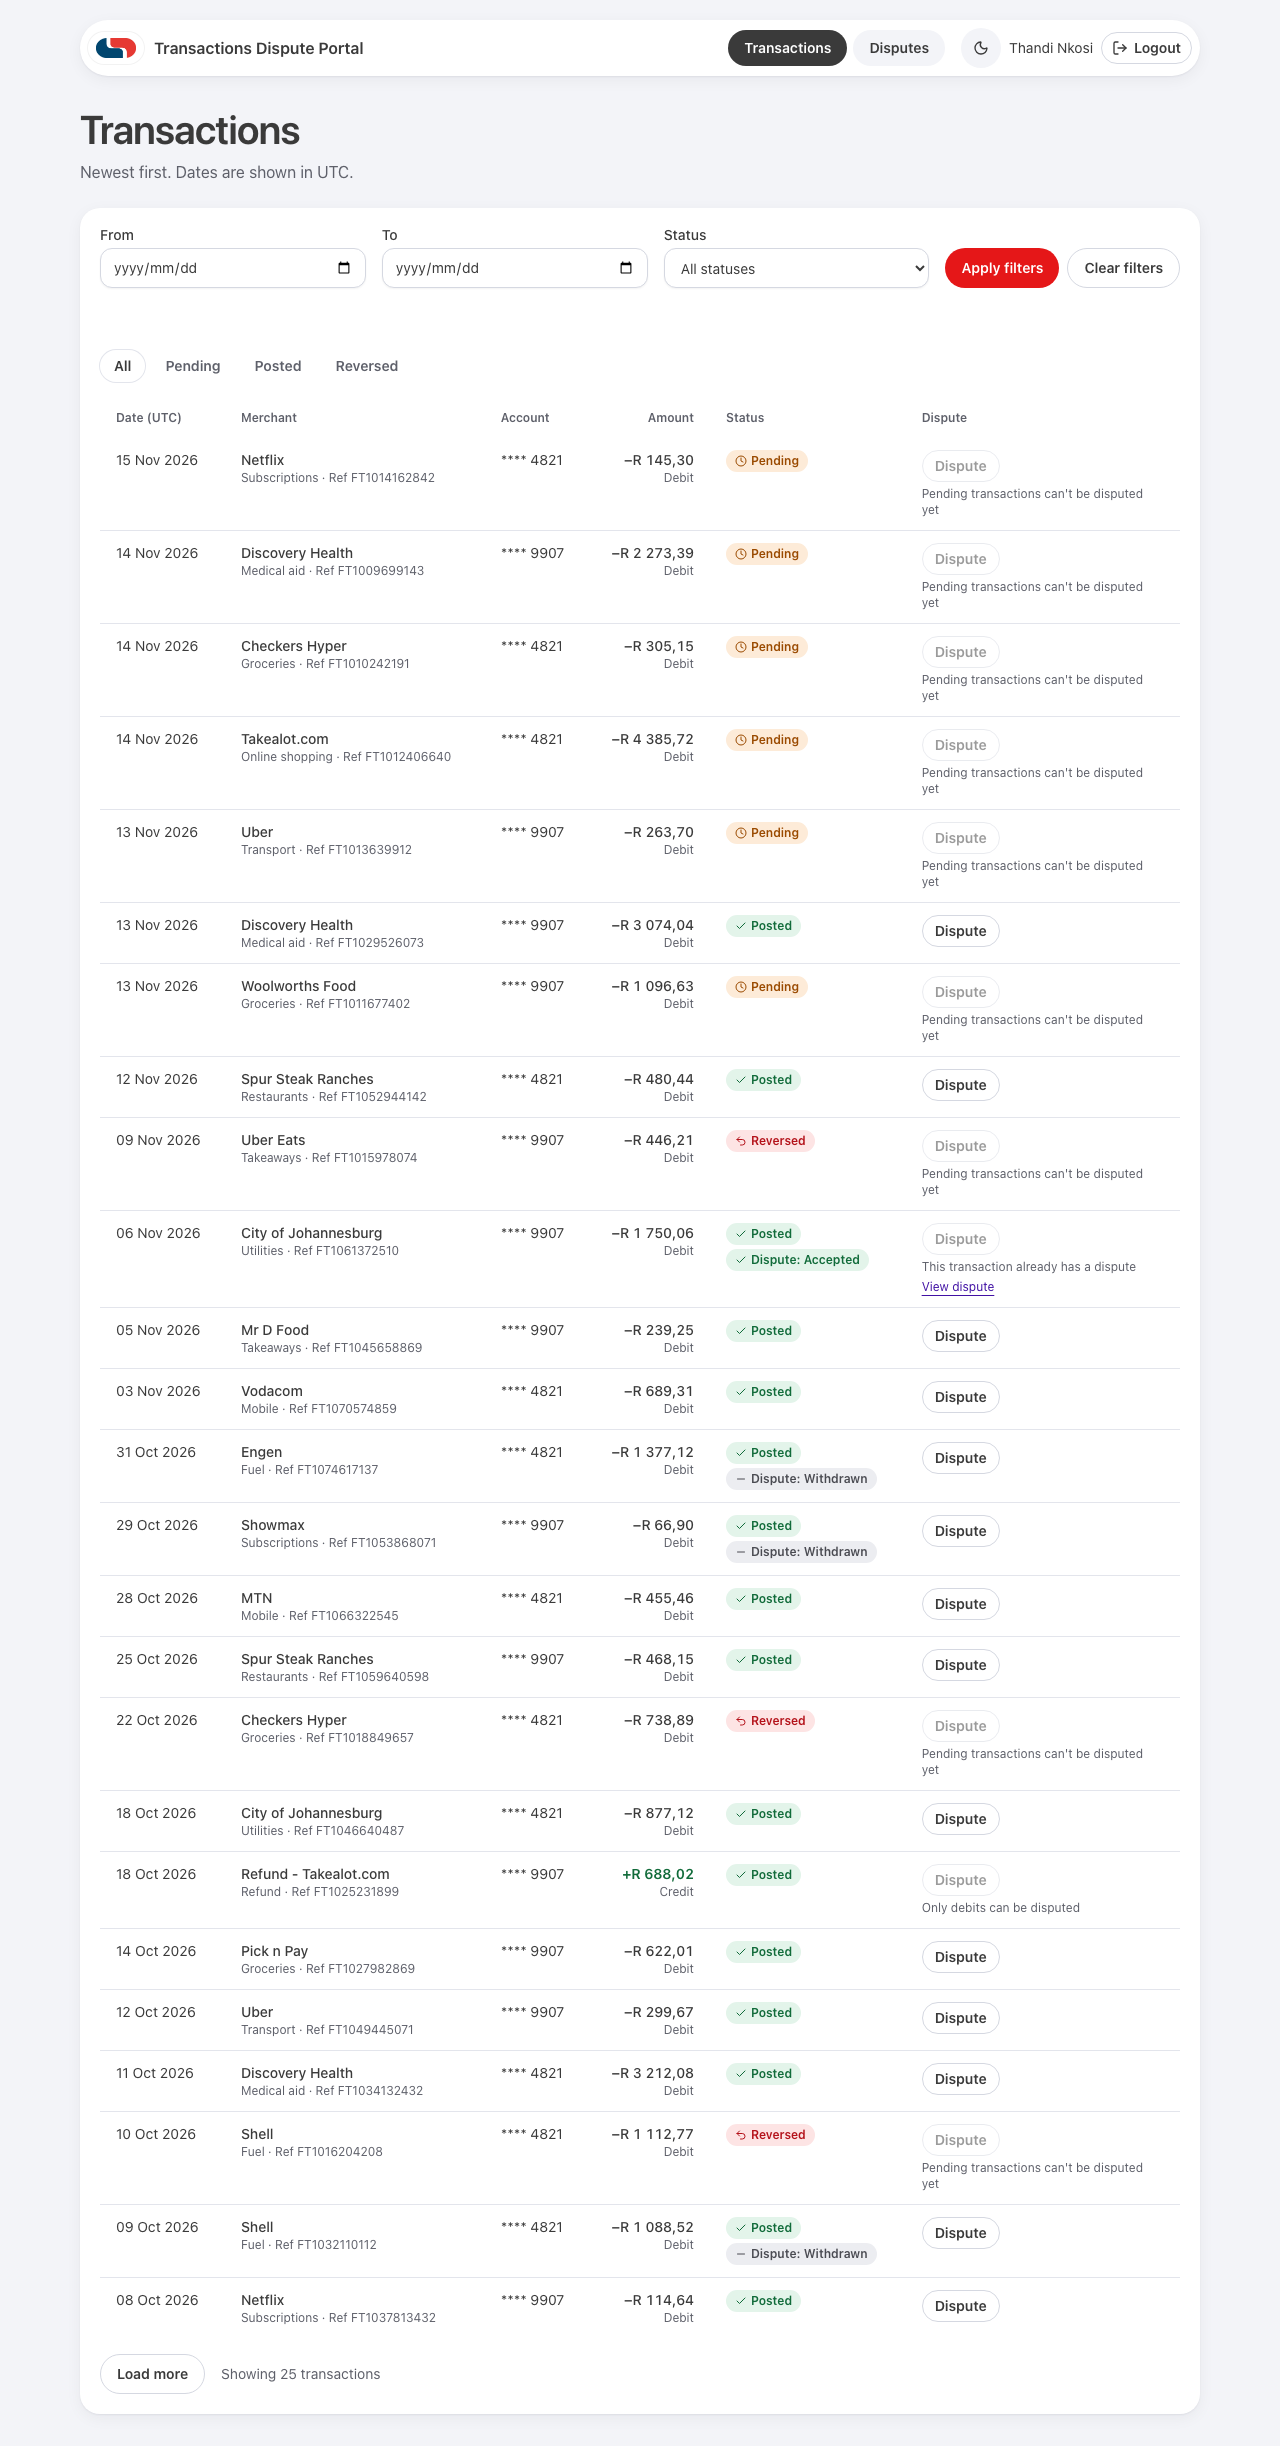 Transactions Dispute Portal
Transactions
Disputes
Thandi Nkosi
Logout
Transactions
Newest first. Dates are shown in UTC.
From To Status
yyyy/mm/dd yyyy/mm/dd All statuses Apply filters Clear filters
All Pending Posted Reversed
Date (UTC) Merchant Account Amount Status Dispute
15 Nov 2026 Netflix **** 4821 −R 145,30 Pending Dispute
Subscriptions · Ref FT1014162842 Debit
Pending transactions can't be disputed
yet
14 Nov 2026 Discovery Health **** 9907 −R 2 273,39 Pending Dispute
Medical aid · Ref FT1009699143 Debit
Pending transactions can't be disputed
yet
14 Nov 2026 Checkers Hyper **** 4821 −R 305,15 Pending Dispute
Groceries · Ref FT1010242191 Debit
Pending transactions can't be disputed
yet
14 Nov 2026 Takealot.com **** 4821 −R 4 385,72 Pending Dispute
Online shopping · Ref FT1012406640 Debit
Pending transactions can't be disputed
yet
13 Nov 2026 Uber **** 9907 −R 263,70 Pending Dispute
Transport · Ref FT1013639912 Debit
Pending transactions can't be disputed
yet
13 Nov 2026 Discovery Health **** 9907 −R 3 074,04 Posted Dispute
Medical aid · Ref FT1029526073 Debit
13 Nov 2026 Woolworths Food **** 9907 −R 1 096,63 Pending Dispute
Groceries · Ref FT1011677402 Debit
Pending transactions can't be disputed
yet
12 Nov 2026 Spur Steak Ranches **** 4821 −R 480,44 Posted Dispute
Restaurants · Ref FT1052944142 Debit
09 Nov 2026 Uber Eats **** 9907 −R 446,21 Reversed Dispute
Takeaways · Ref FT1015978074 Debit
Pending transactions can't be disputed
yet
06 Nov 2026 City of Johannesburg **** 9907 −R 1 750,06 Posted Dispute
Utilities · Ref FT1061372510 Debit Dispute: Accepted
This transaction already has a dispute
View dispute
05 Nov 2026 Mr D Food **** 9907 −R 239,25 Posted Dispute
Takeaways · Ref FT1045658869 Debit
03 Nov 2026 Vodacom **** 4821 −R 689,31 Posted Dispute
Mobile · Ref FT1070574859 Debit
31 Oct 2026 Engen **** 4821 −R 1 377,12 Posted Dispute
Fuel · Ref FT1074617137 Debit Dispute: Withdrawn
29 Oct 2026 Showmax **** 9907 −R 66,90 Posted Dispute
Subscriptions · Ref FT1053868071 Debit Dispute: Withdrawn
28 Oct 2026 MTN **** 4821 −R 455,46 Posted Dispute
Mobile · Ref FT1066322545 Debit
25 Oct 2026 Spur Steak Ranches **** 9907 −R 468,15 Posted Dispute
Restaurants · Ref FT1059640598 Debit
22 Oct 2026 Checkers Hyper **** 4821 −R 738,89 Reversed Dispute
Groceries · Ref FT1018849657 Debit
Pending transactions can't be disputed
yet
18 Oct 2026 City of Johannesburg **** 4821 −R 877,12 Posted Dispute
Utilities · Ref FT1046640487 Debit
18 Oct 2026 Refund - Takealot.com **** 9907 +R 688,02 Posted Dispute
Refund · Ref FT1025231899 Credit
Only debits can be disputed
14 Oct 2026 Pick n Pay **** 9907 −R 622,01 Posted Dispute
Groceries · Ref FT1027982869 Debit
12 Oct 2026 Uber **** 9907 −R 299,67 Posted Dispute
Transport · Ref FT1049445071 Debit
11 Oct 2026 Discovery Health **** 4821 −R 3 212,08 Posted Dispute
Medical aid · Ref FT1034132432 Debit
10 Oct 2026 Shell **** 4821 −R 1 112,77 Reversed Dispute
Fuel · Ref FT1016204208 Debit
Pending transactions can't be disputed
yet
09 Oct 2026 Shell **** 4821 −R 1 088,52 Posted Dispute
Fuel · Ref FT1032110112 Debit Dispute: Withdrawn
08 Oct 2026 Netflix **** 9907 −R 114,64 Posted Dispute
Subscriptions · Ref FT1037813432 Debit
Load more Showing 25 transactions